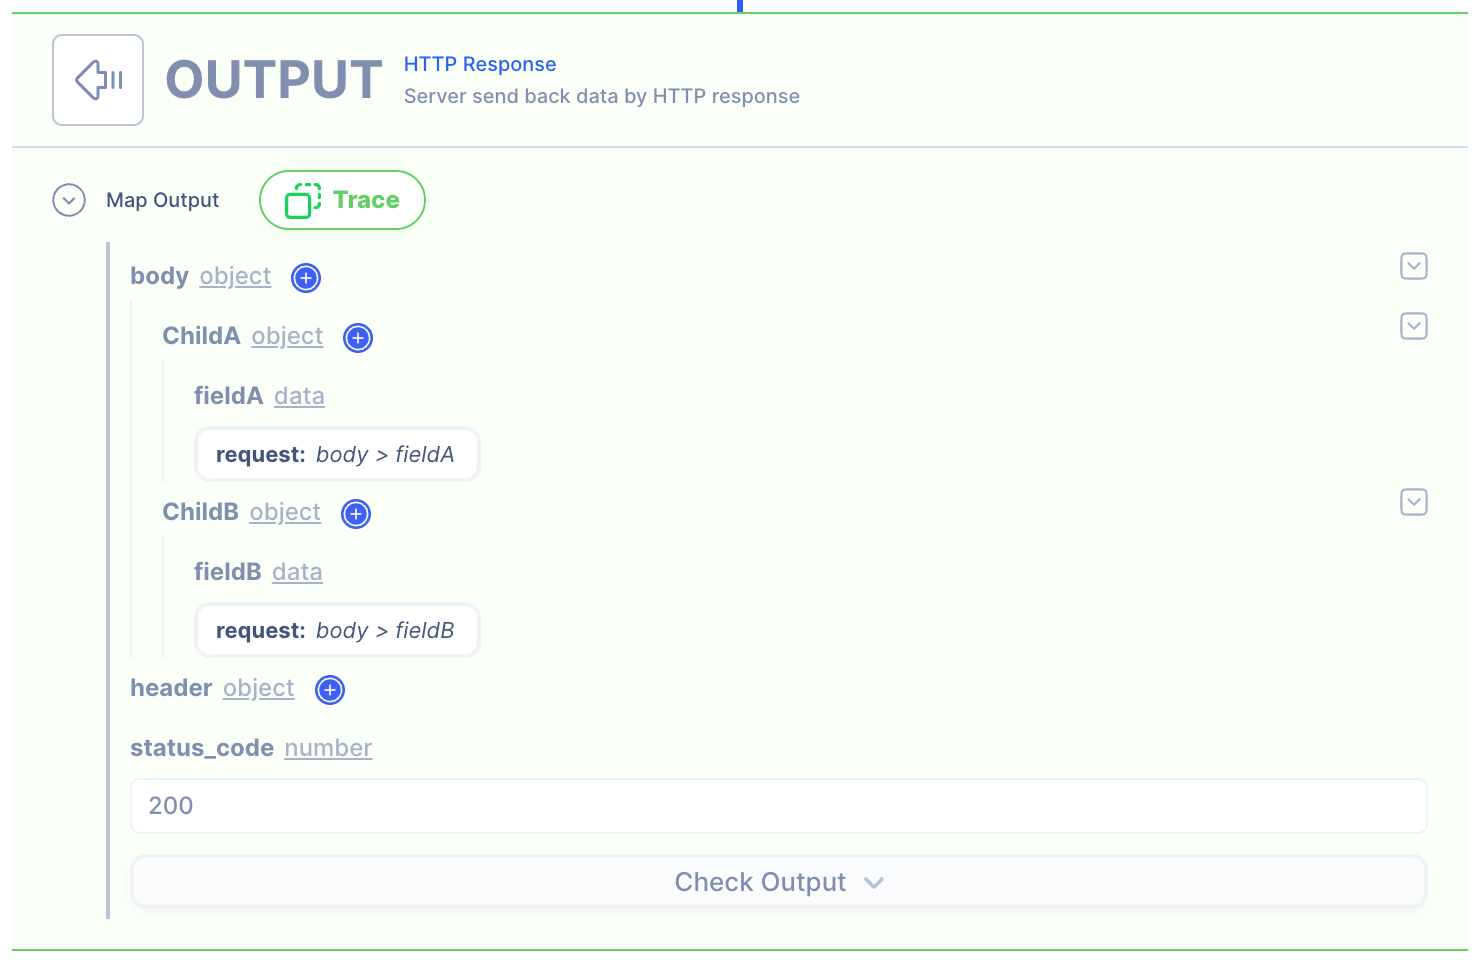 OUTPUT
HTTP Response
Server send back data by HTTP response
Map Output
Trace
body object
ChildA object
fieldA data
request: body > fieldA
ChildB object
fieldB data
request: body > fieldB
header object
status_code number
200
Check Output